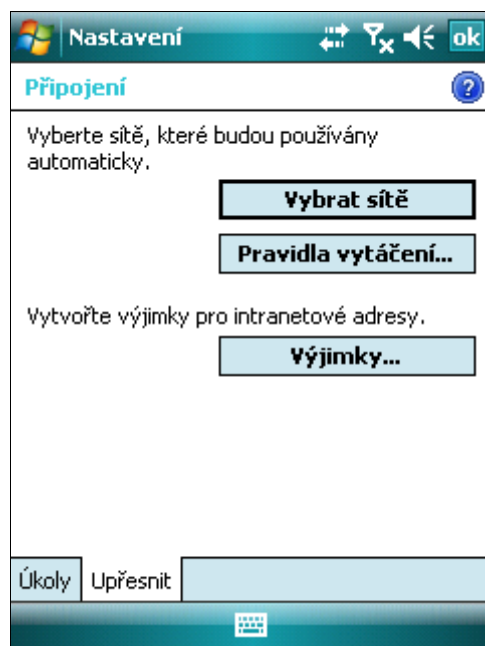 Nastavení
ok
Připojení
?
Vyberte sítě, které budou používány
automaticky.
Vybrat sítě
Pravidla vytáčení...
Vytvořte výjimky pro intranetové adresy.
Výjimky...
Úkoly Upřesnit